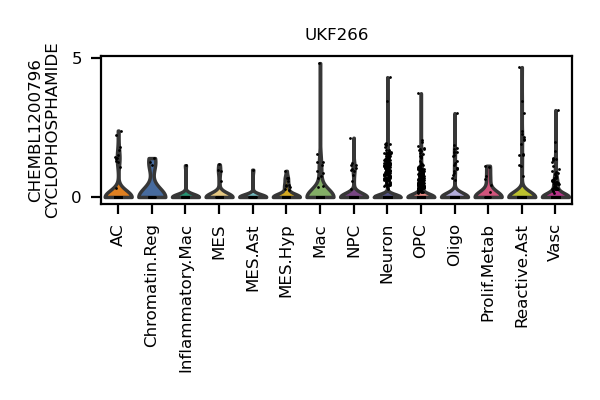 UKF266
CHEMBL1200796
CYCLOPHOSPHAMIDE
5
0
AC
Chromatin.Reg
Inflammatory.Mac
MES
MES.Ast
MES.Hyp
Mac
NPC
Neuron
OPC
Oligo
Prolif.Metab
Reactive.Ast
Vasc